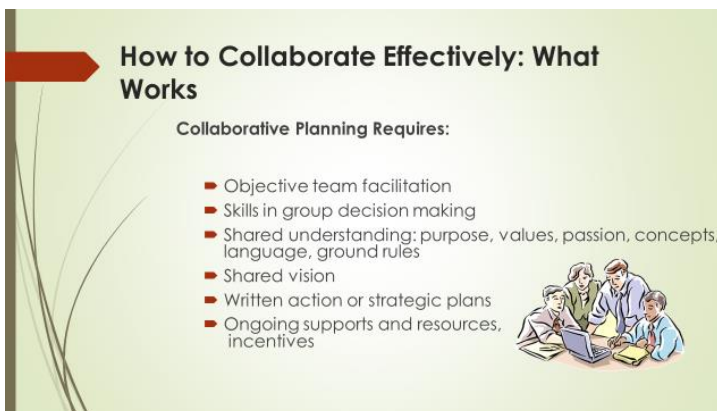 How to Collaborate Effectively: What
Works
Collaborative Planning Requires:
Objective team facilitation
Skills in group decision making
Shared understanding: purpose, values, passion, concepts,
language, ground rules
Shared vision
Written action or strategic plans
Ongoing supports and resources,
incentives